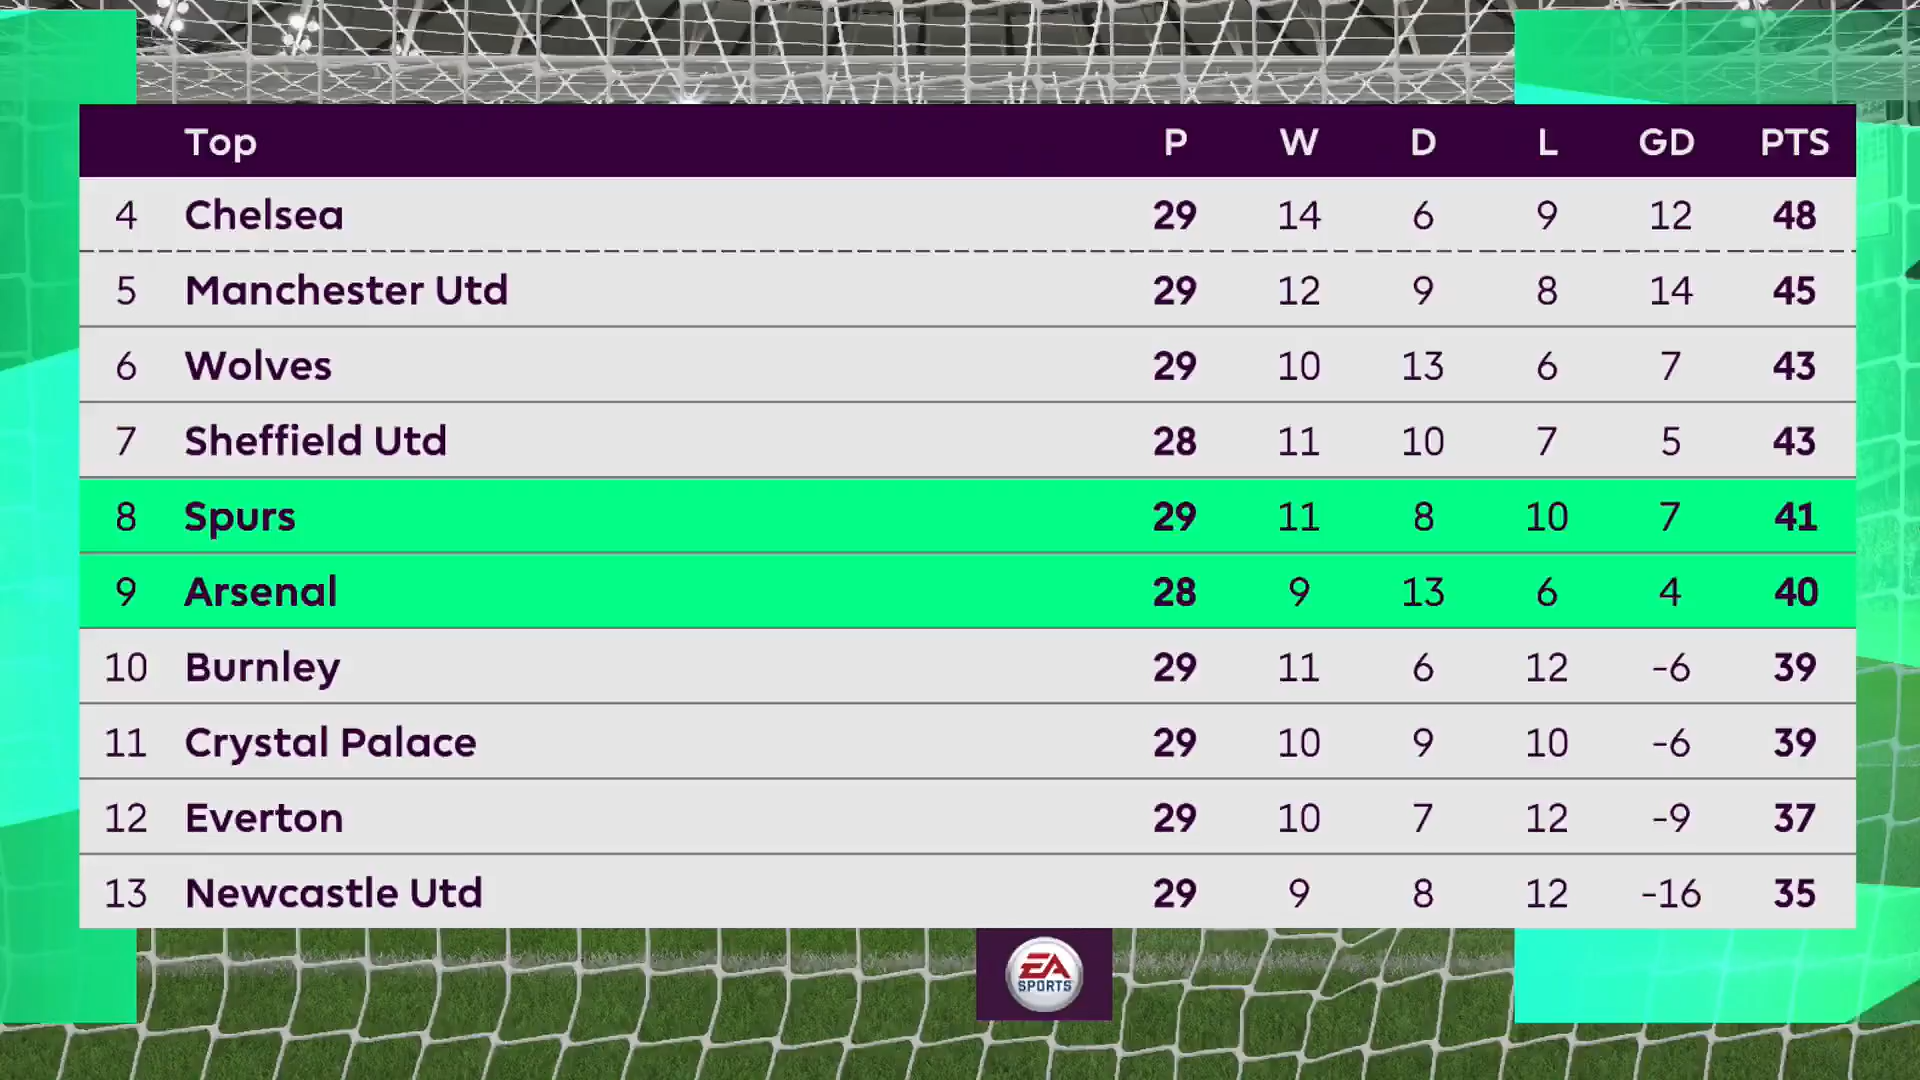 Top P W D L GD PTS
4 Chelsea 29 14 6 9 12 48
5 Manchester Utd 29 12 9 8 14 45
6 Wolves 29 10 13 6 7 43
7 Sheffield Utd 28 11 10 7 5 43
8 Spurs 29 11 8 10 7 41
9 Arsenal 28 9 13 6 4 40
10 Burnley 29 11 6 12 -6 39
11 Crystal Palace 29 10 9 10 -6 39
12 Everton 29 10 7 12 -9 37
13 Newcastle Utd 29 9 8 12 -16 35
EA
SPORTS